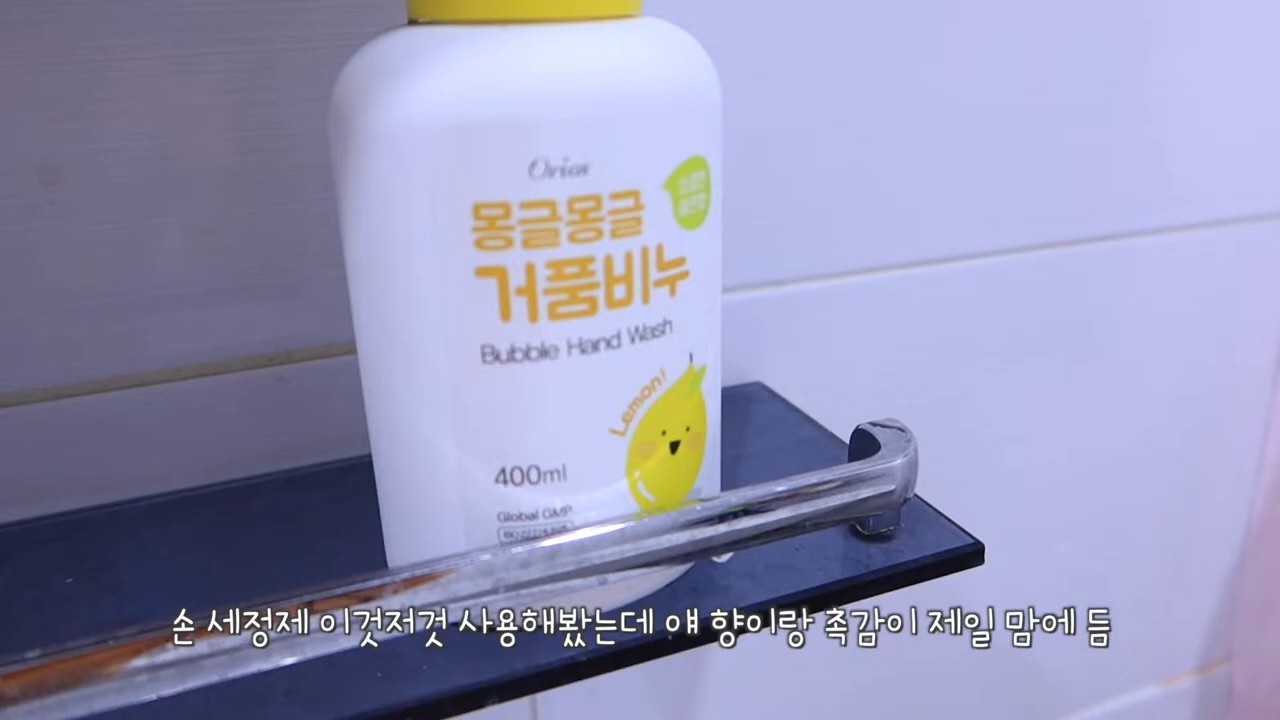 Orion
몽글몽글
거품비누
Bubble Hand Wash
Lemon!
400ml
Global GMP
손 세정제 이것저것 사용해봤는데 얘 향이랑 촉감이 제일 맘에 듬